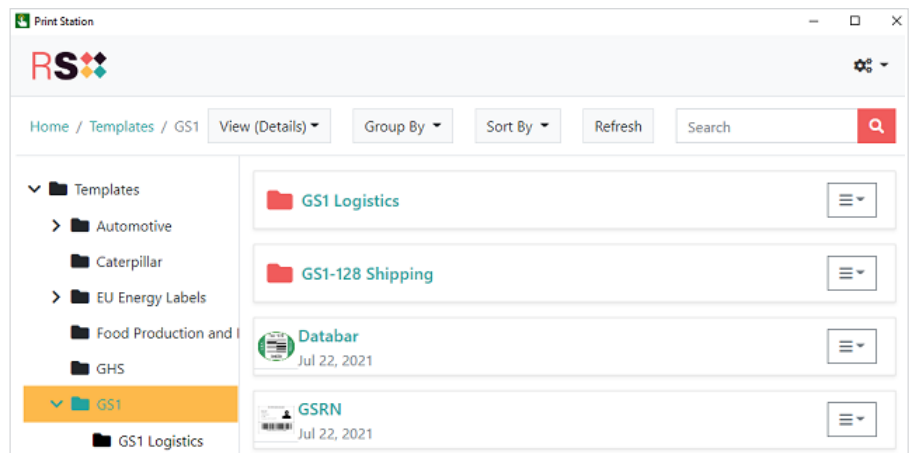 Print Station
RS
Home / Templates / GS1 View (Details) Group By Sort By Refresh Search
Templates
Automotive
Caterpillar
EU Energy Labels
Food Production and
GHS
GS1
GS1 Logistics
GS1 Logistics
GS1-128 Shipping
Databar
Jul 22, 2021
GSRN
Jul 22, 2021